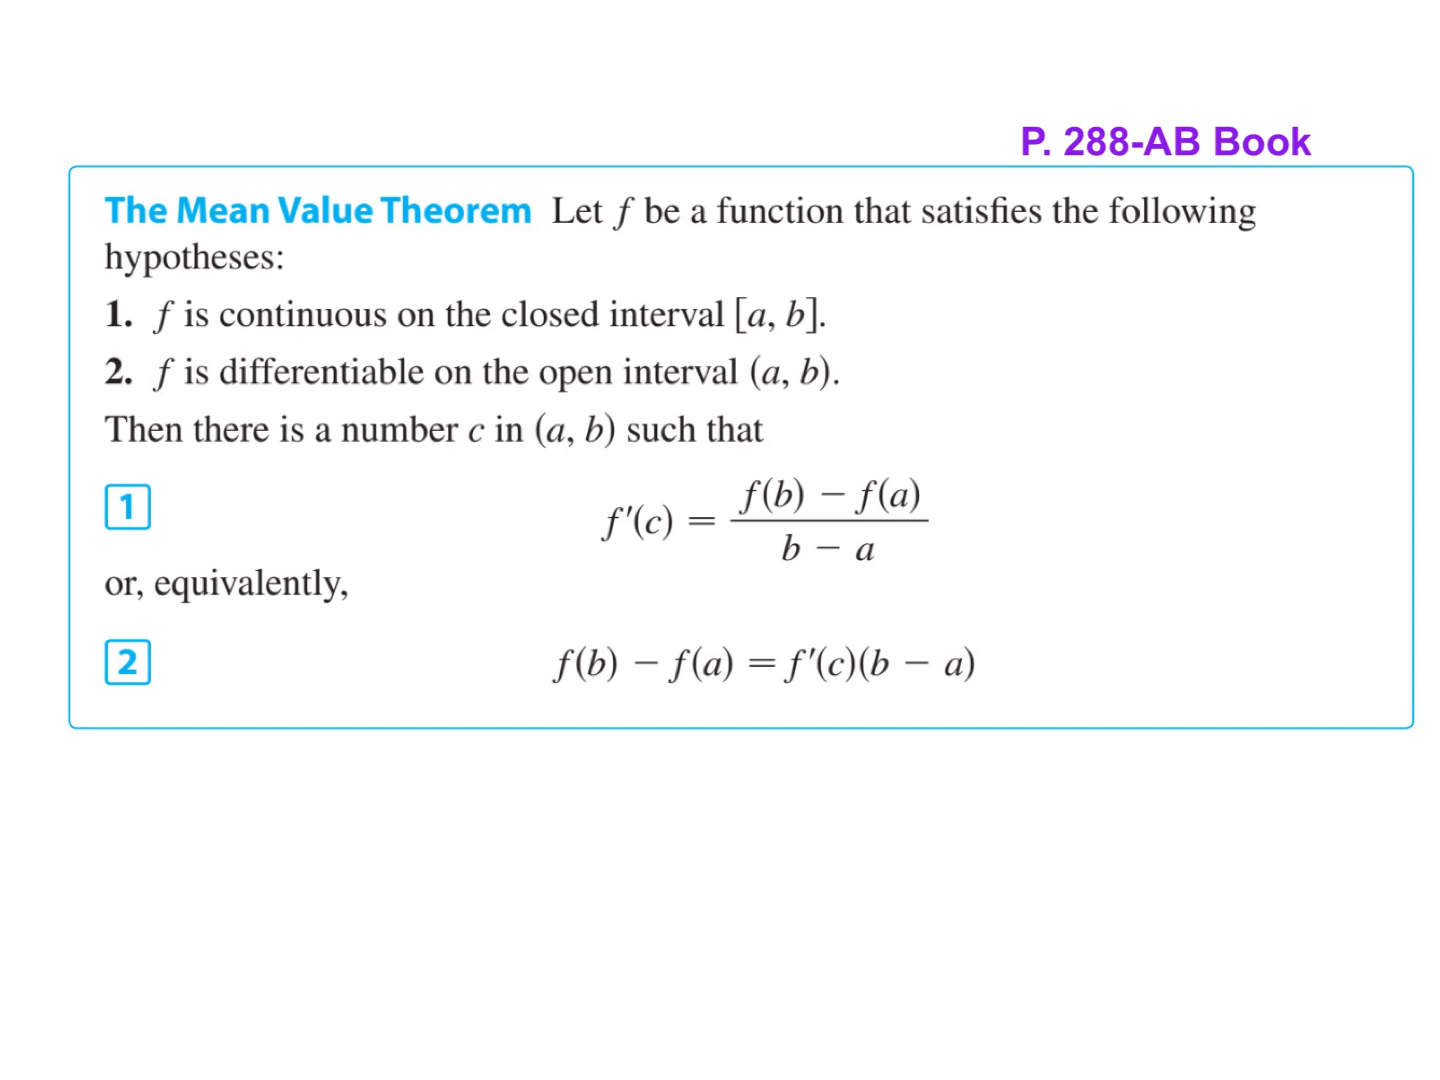 P. 288-AB Book
The Mean Value Theorem Let f be a function that satisfies the following
hypotheses:
1. f is continuous on the closed interval [a, b].
2. f is differentiable on the open interval (a, b).
Then there is a number c in (a, b) such that
1 f'(c) = f(b) − f(a) / b − a
or, equivalently,
2 f(b) − f(a) = f'(c)(b − a)